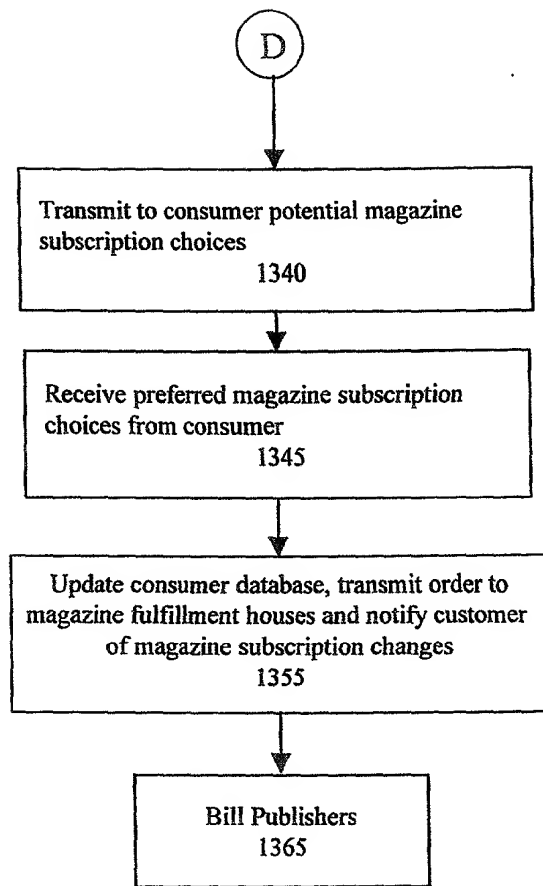 D
Transmit to consumer potential magazine
subscription choices
1340
Receive preferred magazine subscription
choices from consumer
1345
Update consumer database, transmit order to
magazine fulfillment houses and notify customer
of magazine subscription changes
1355
Bill Publishers
1365